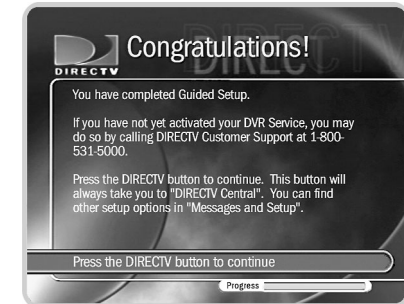 DIRECTV
Congratulations!
DIRECTV
You have completed Guided Setup.
If you have not yet activated your DVR Service, you may
do so by calling DIRECTV Customer Support at 1-800-
531-5000.
Press the DIRECTV button to continue. This button will
always take you to "DIRECTV Central". You can find
other setup options in "Messages and Setup".
Press the DIRECTV button to continue
Progress